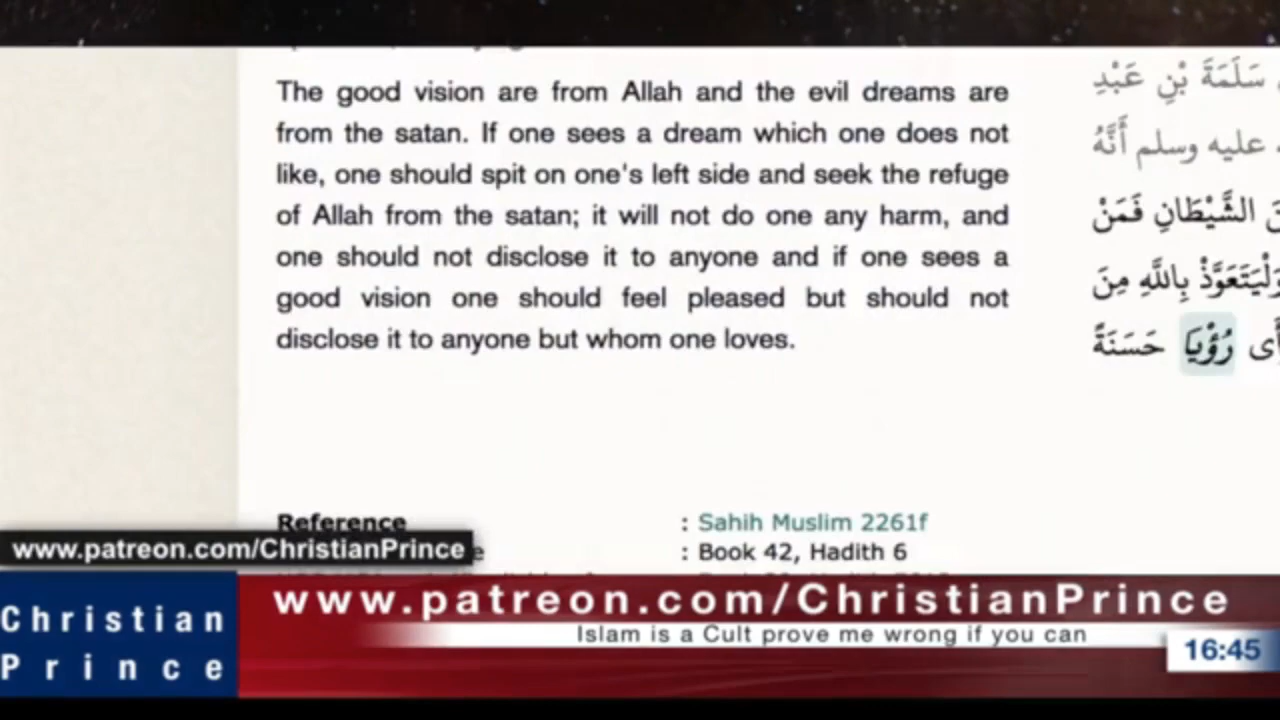 The good vision are from Allah and the evil dreams are
from the satan. If one sees a dream which one does not
like, one should spit on one's left side and seek the refuge
of Allah from the satan; it will not do one any harm, and
one should not disclose it to anyone and if one sees a
good vision one should feel pleased but should not
disclose it to anyone but whom one loves.
سَلَمَةَ بْنِ عَبْدِ
عليه وسلم أَنَّهُ
الشَّيْطَانِ فَمَنْ
وَلْيَتَعَوَّذْ بِاللَّهِ مِنَ
رُؤْيَا حَسَنَةً
Reference : Sahih Muslim 2261f
: Book 42, Hadith 6
www.patreon.com/ChristianPrince
www.patreon.com/ChristianPrince
Islam is a Cult prove me wrong if you can
Christian
Prince
16:45